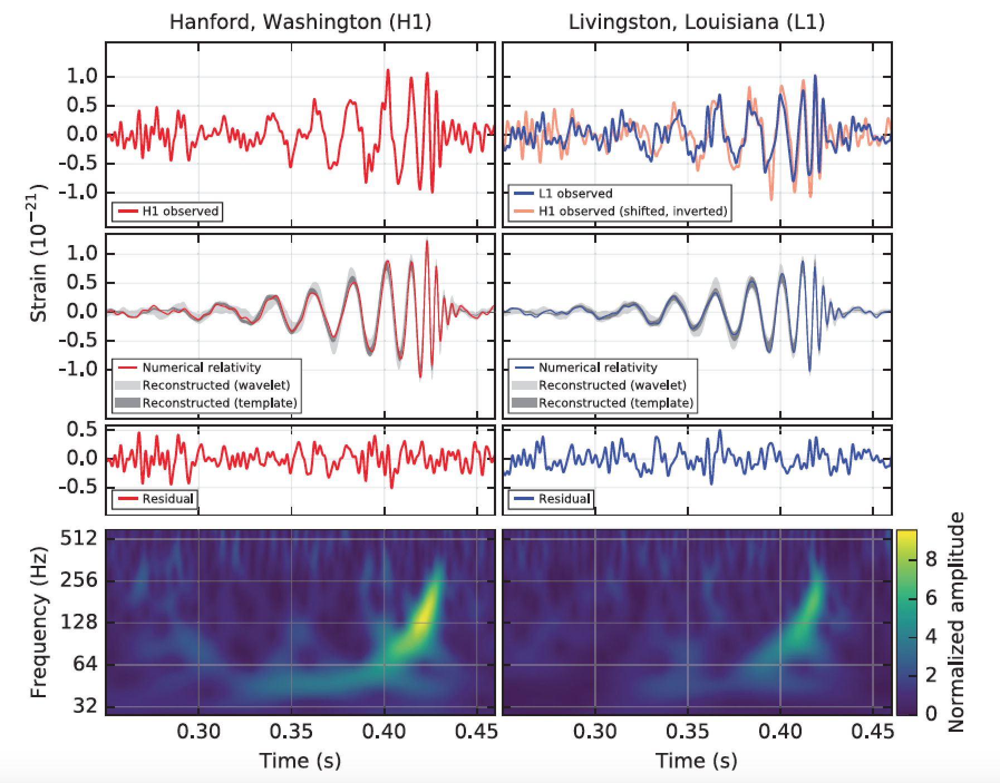 Hanford, Washington (H1)
Livingston, Louisiana (L1)
Strain (10⁻²¹)
1.0
0.5
0.0
-0.5
-1.0
H1 observed
L1 observed
H1 observed (shifted, inverted)
1.0
0.5
0.0
-0.5
-1.0
Numerical relativity
Reconstructed (wavelet)
Reconstructed (template)
Numerical relativity
Reconstructed (wavelet)
Reconstructed (template)
0.5
0.0
-0.5
Residual
Residual
Frequency (Hz)
512
256
128
64
32
Normalized amplitude
8
6
4
2
0
0.30 0.35 0.40 0.45
0.30 0.35 0.40 0.45
Time (s)
Time (s)